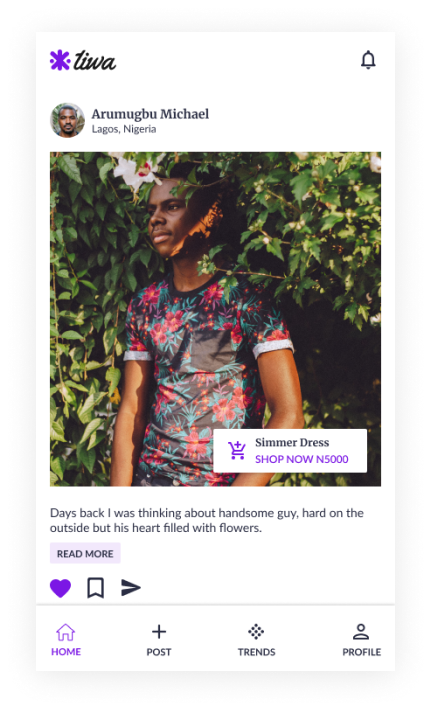 tiwa
Arumugbu Michael
Lagos, Nigeria
Simmer Dress
SHOP NOW N5000
Days back I was thinking about handsome guy, hard on the
outside but his heart filled with flowers.
READ MORE
HOME POST TRENDS PROFILE